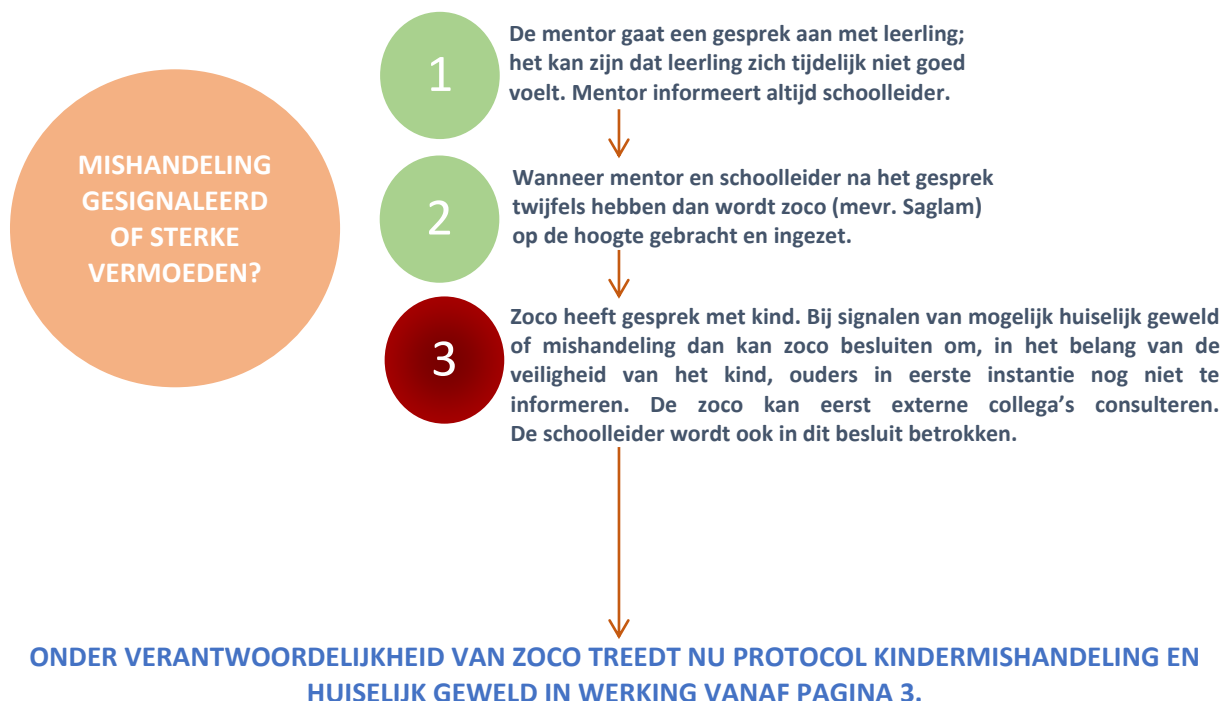 MISHANDELING
GESIGNALEERD
OF STERKE
VERMOEDEN?
1
De mentor gaat een gesprek aan met leerling;
het kan zijn dat leerling zich tijdelijk niet goed
voelt. Mentor informeert altijd schoolleider.
2
Wanneer mentor en schoolleider na het gesprek
twijfels hebben dan wordt zoco (mevr. Saglam)
op de hoogte gebracht en ingezet.
3
Zoco heeft gesprek met kind. Bij signalen van mogelijk huiselijk geweld
of mishandeling dan kan zoco besluiten om, in het belang van de
veiligheid van het kind, ouders in eerste instantie nog niet te
informeren. De zoco kan eerst externe collega's consulteren.
De schoolleider wordt ook in dit besluit betrokken.
ONDER VERANTWOORDELIJKHEID VAN ZOCO TREEDT NU PROTOCOL KINDERMISHANDELING EN
HUISELIJK GEWELD IN WERKING VANAF PAGINA 3.